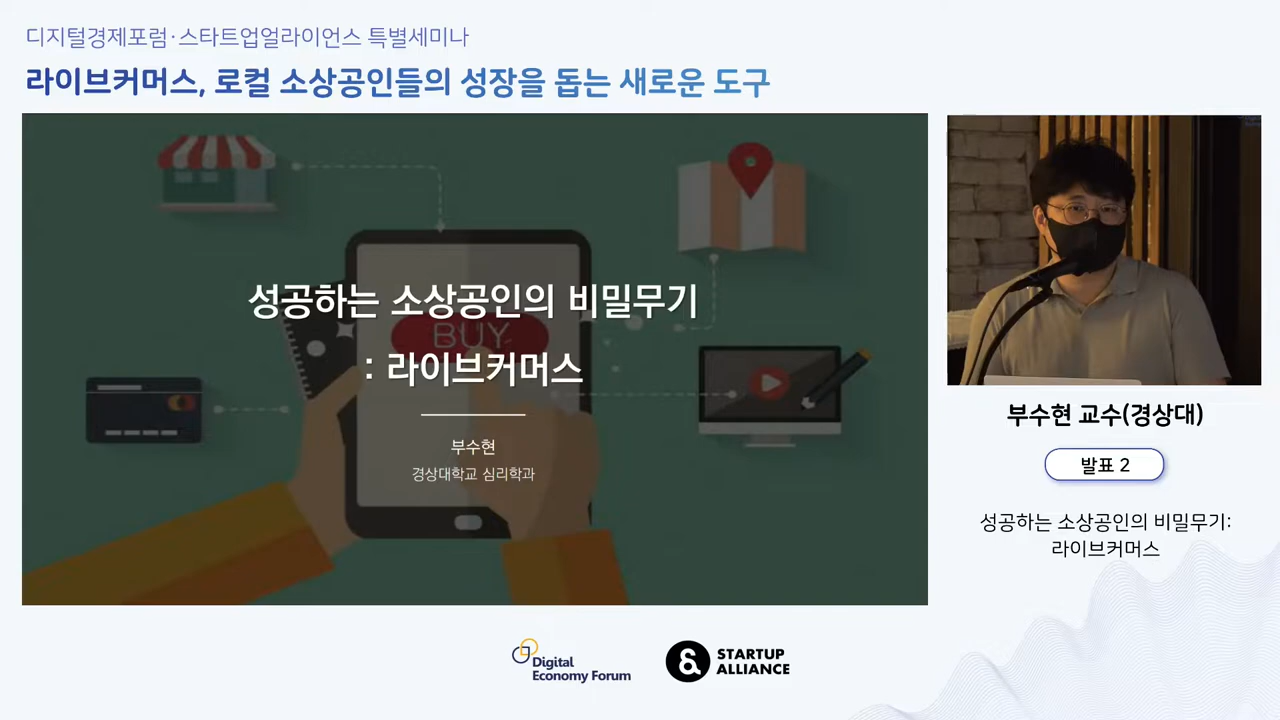 디지털경제포럼·스타트업얼라이언스 특별세미나
라이브커머스, 로컬 소상공인들의 성장을 돕는 새로운 도구
성공하는 소상공인의 비밀무기
BUY
: 라이브커머스
부수현
경상대학교 심리학과
부수현 교수(경상대)
발표 2
성공하는 소상공인의 비밀무기:
라이브커머스
Digital
Economy Forum
&
STARTUP
ALLIANCE